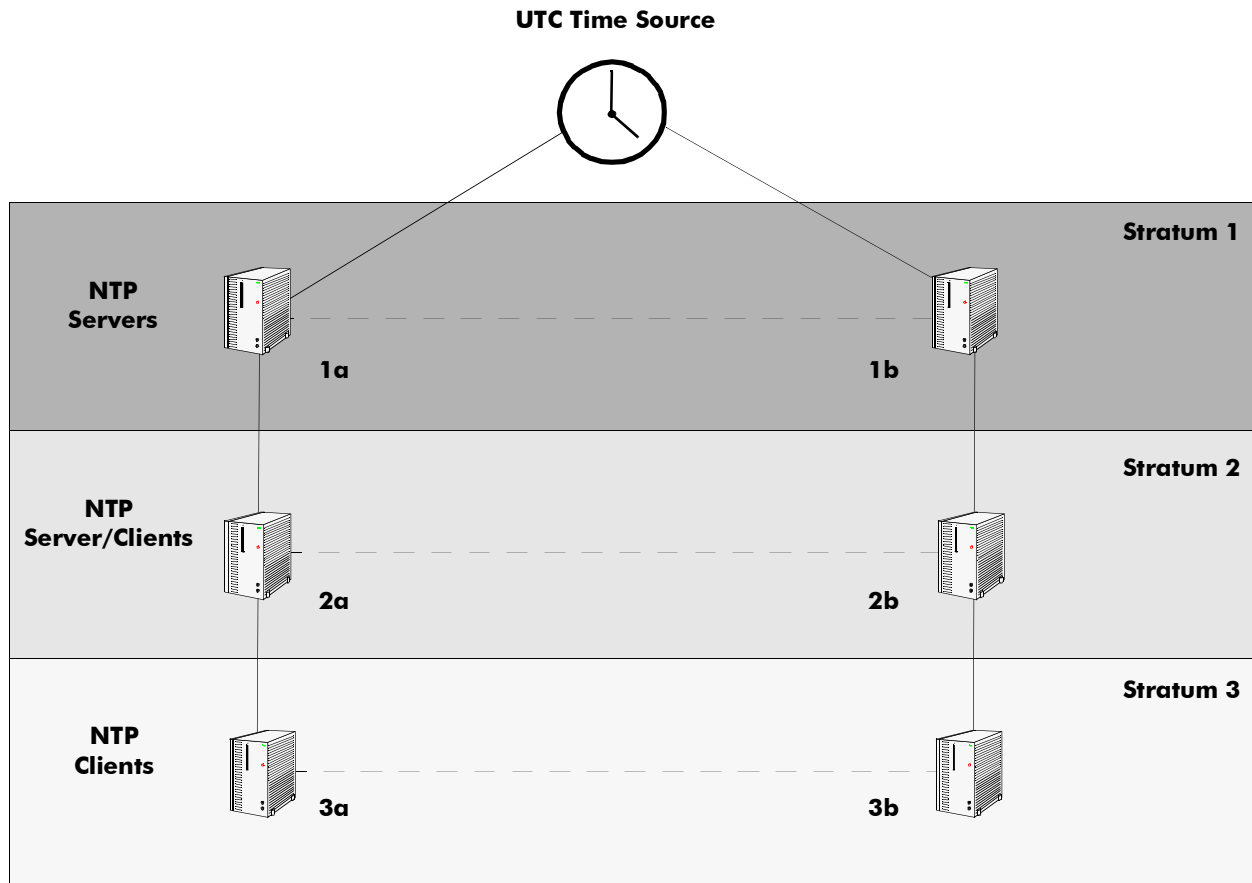 UTC Time Source
Stratum 1
NTP
Servers
1a
1b
Stratum 2
NTP
Server/Clients
2a
2b
Stratum 3
NTP
Clients
3a
3b